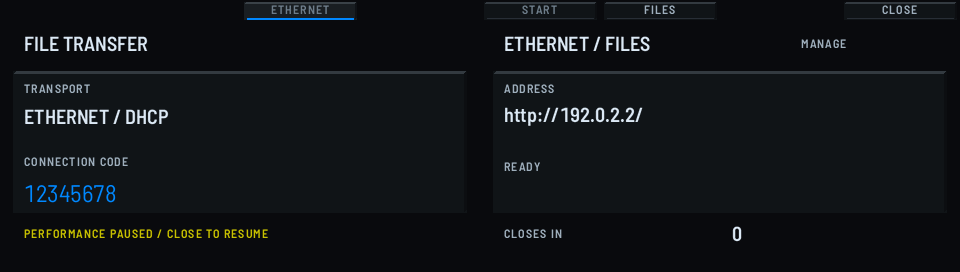 ETHERNET
START
FILES
CLOSE
FILE TRANSFER
ETHERNET / FILES
MANAGE
TRANSPORT
ETHERNET / DHCP
CONNECTION CODE
12345678
ADDRESS
http://192.0.2.2/
READY
PERFORMANCE PAUSED / CLOSE TO RESUME
CLOSES IN
0